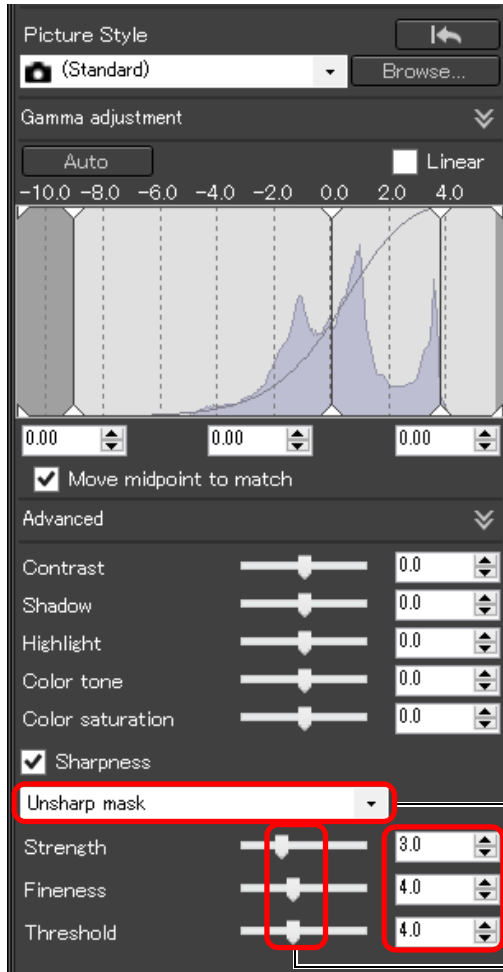 Picture Style
(Standard) Browse...
Gamma adjustment
Auto Linear
-10.0 -8.0 -6.0 -4.0 -2.0 0.0 2.0 4.0
0.00 0.00 0.00
Move midpoint to match
Advanced
Contrast 0.0
Shadow 0.0
Highlight 0.0
Color tone 0.0
Color saturation 0.0
Sharpness
Unsharp mask
Strength 3.0
Fineness 4.0
Threshold 4.0